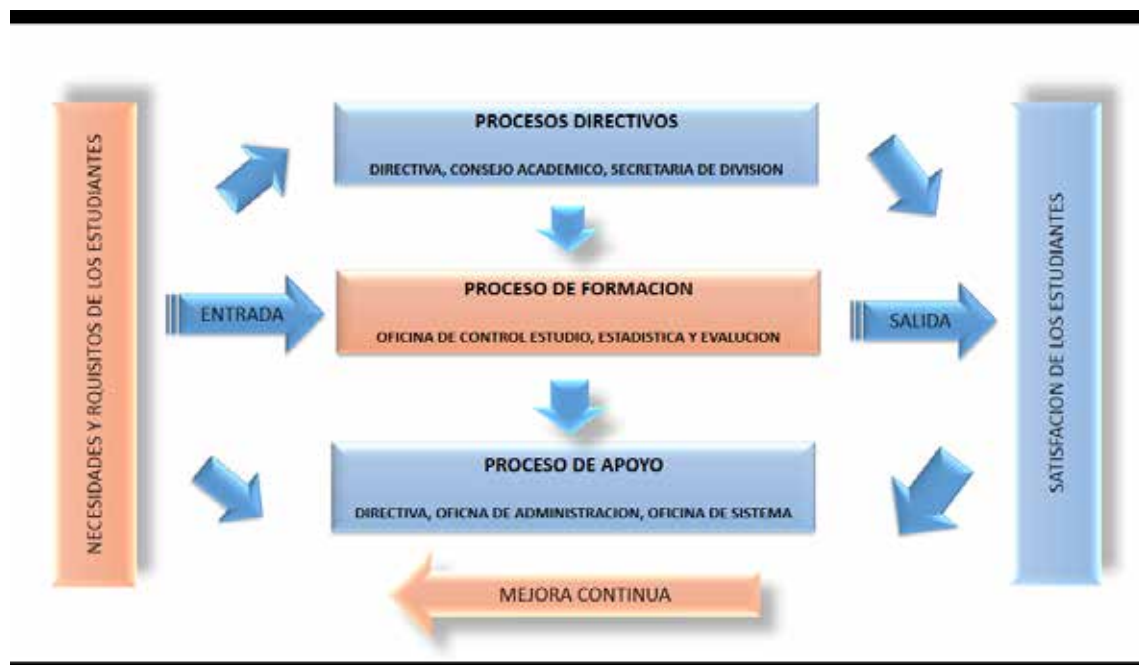 NECESIDADES Y RQUISITOS DE LOS ESTUDIANTES
PROCESOS DIRECTIVOS
DIRECTIVA, CONSEJO ACADEMICO, SECRETARIA DE DIVISION
ENTRADA
PROCESO DE FORMACION
OFICINA DE CONTROL ESTUDIO, ESTADISTICA Y EVALUCION
SALIDA
PROCESO DE APOYO
DIRECTIVA, OFICNA DE ADMINISTRACION, OFICINA DE SISTEMA
MEJORA CONTINUA
SATISFACION DE LOS ESTUDIANTES